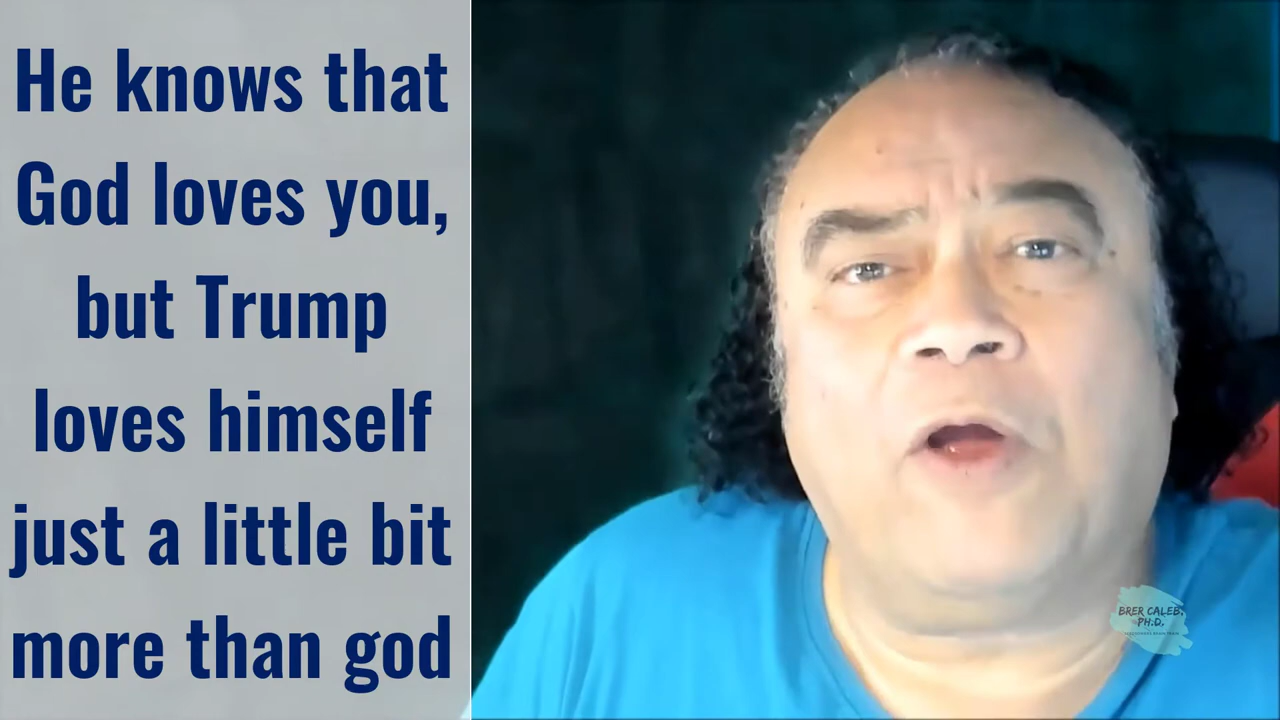 He knows that
God loves you,
but Trump
loves himself
just a little bit
more than god
BRER CALEB,
PH.D.